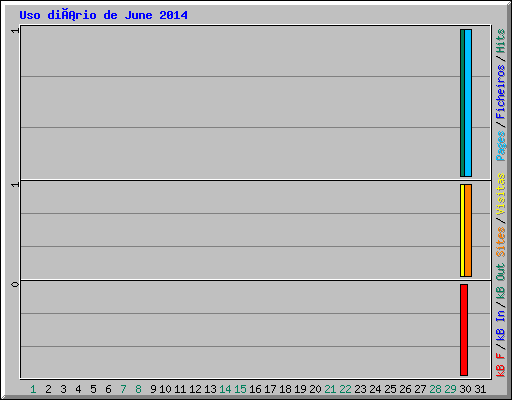 Uso diÃ¡rio de June 2014
1
1
0
Pages / Ficheiros / Hits
Sites / Visitas
kB F / kB In / kB Out
1 2 3 4 5 6 7 8 9 10 11 12 13 14 15 16 17 18 19 20 21 22 23 24 25 26 27 28 29 30 31